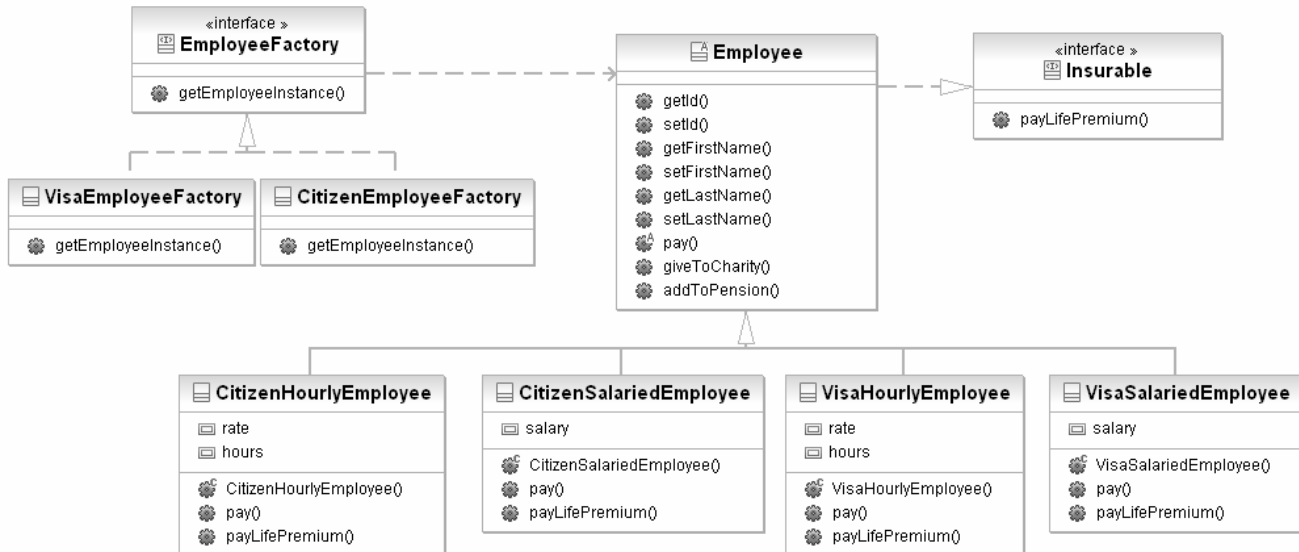 «interface »
EmployeeFactory
getEmployeeInstance()
VisaEmployeeFactory
getEmployeeInstance()
CitizenEmployeeFactory
getEmployeeInstance()
A
Employee
getId()
setId()
getFirstName()
setFirstName()
getLastName()
setLastName()
A
pay()
giveToCharity()
addToPension()
«interface »
Insurable
payLifePremium()
CitizenHourlyEmployee
rate
hours
C
CitizenHourlyEmployee()
pay()
payLifePremium()
CitizenSalariedEmployee
salary
C
CitizenSalariedEmployee()
pay()
payLifePremium()
VisaHourlyEmployee
rate
hours
C
VisaHourlyEmployee()
pay()
payLifePremium()
VisaSalariedEmployee
salary
C
VisaSalariedEmployee()
pay()
payLifePremium()